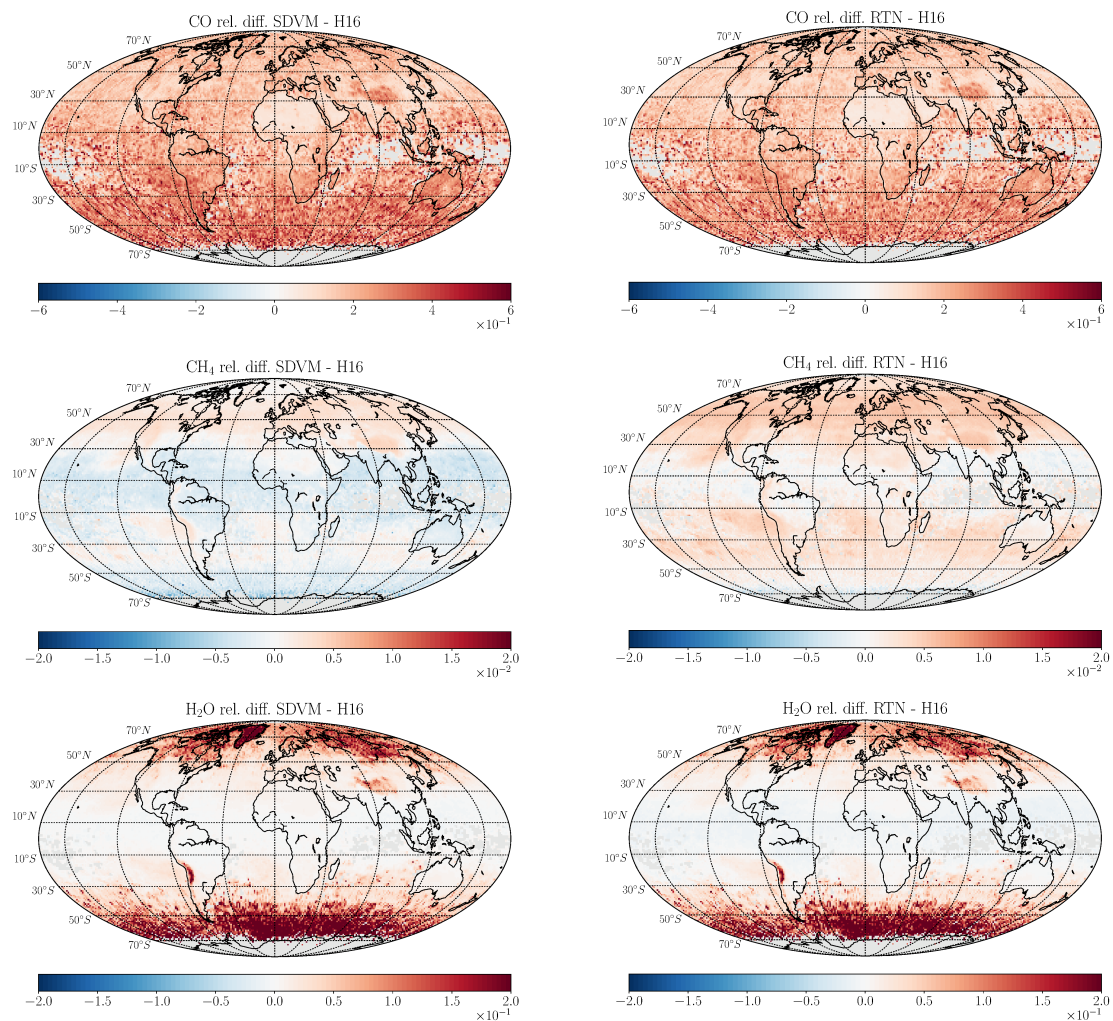 CO rel. diff. SDVM - H16
70°N
50°N
30°N
10°N
10°S
30°S
50°S
70°S
−6 −4 −2 0 2 4 6
×10⁻¹
CO rel. diff. RTN - H16
70°N
50°N
30°N
10°N
10°S
30°S
50°S
70°S
−6 −4 −2 0 2 4 6
×10⁻¹
CH₄ rel. diff. SDVM - H16
70°N
50°N
30°N
10°N
10°S
30°S
50°S
70°S
−2.0 −1.5 −1.0 −0.5 0.0 0.5 1.0 1.5 2.0
×10⁻²
CH₄ rel. diff. RTN - H16
70°N
50°N
30°N
10°N
10°S
30°S
50°S
70°S
−2.0 −1.5 −1.0 −0.5 0.0 0.5 1.0 1.5 2.0
×10⁻²
H₂O rel. diff. SDVM - H16
70°N
50°N
30°N
10°N
10°S
30°S
50°S
70°S
−2.0 −1.5 −1.0 −0.5 0.0 0.5 1.0 1.5 2.0
×10⁻¹
H₂O rel. diff. RTN - H16
70°N
50°N
30°N
10°N
10°S
30°S
50°S
70°S
−2.0 −1.5 −1.0 −0.5 0.0 0.5 1.0 1.5 2.0
×10⁻¹